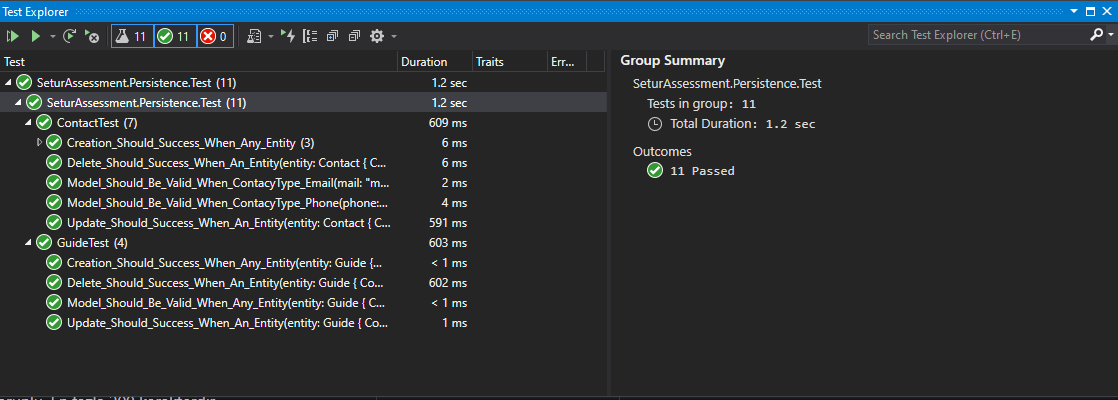 Test Explorer
11 11 0
Search Test Explorer (Ctrl+E)
Test Duration Traits Err...
SeturAssessment.Persistence.Test (11) 1.2 sec
SeturAssessment.Persistence.Test (11) 1.2 sec
ContactTest (7) 609 ms
Creation_Should_Success_When_Any_Entity (3) 6 ms
Delete_Should_Success_When_An_Entity(entity: Contact { C... 6 ms
Model_Should_Be_Valid_When_ContacyType_Email(mail: "m... 2 ms
Model_Should_Be_Valid_When_ContacyType_Phone(phone:... 4 ms
Update_Should_Success_When_An_Entity(entity: Contact { C... 591 ms
GuideTest (4) 603 ms
Creation_Should_Success_When_Any_Entity(entity: Guide {... < 1 ms
Delete_Should_Success_When_An_Entity(entity: Guide { Co... 602 ms
Model_Should_Be_Valid_When_Any_Entity(entity: Guide { C... < 1 ms
Update_Should_Success_When_An_Entity(entity: Guide { Co... 1 ms
Group Summary
SeturAssessment.Persistence.Test
Tests in group: 11
Total Duration: 1.2 sec
Outcomes
11 Passed